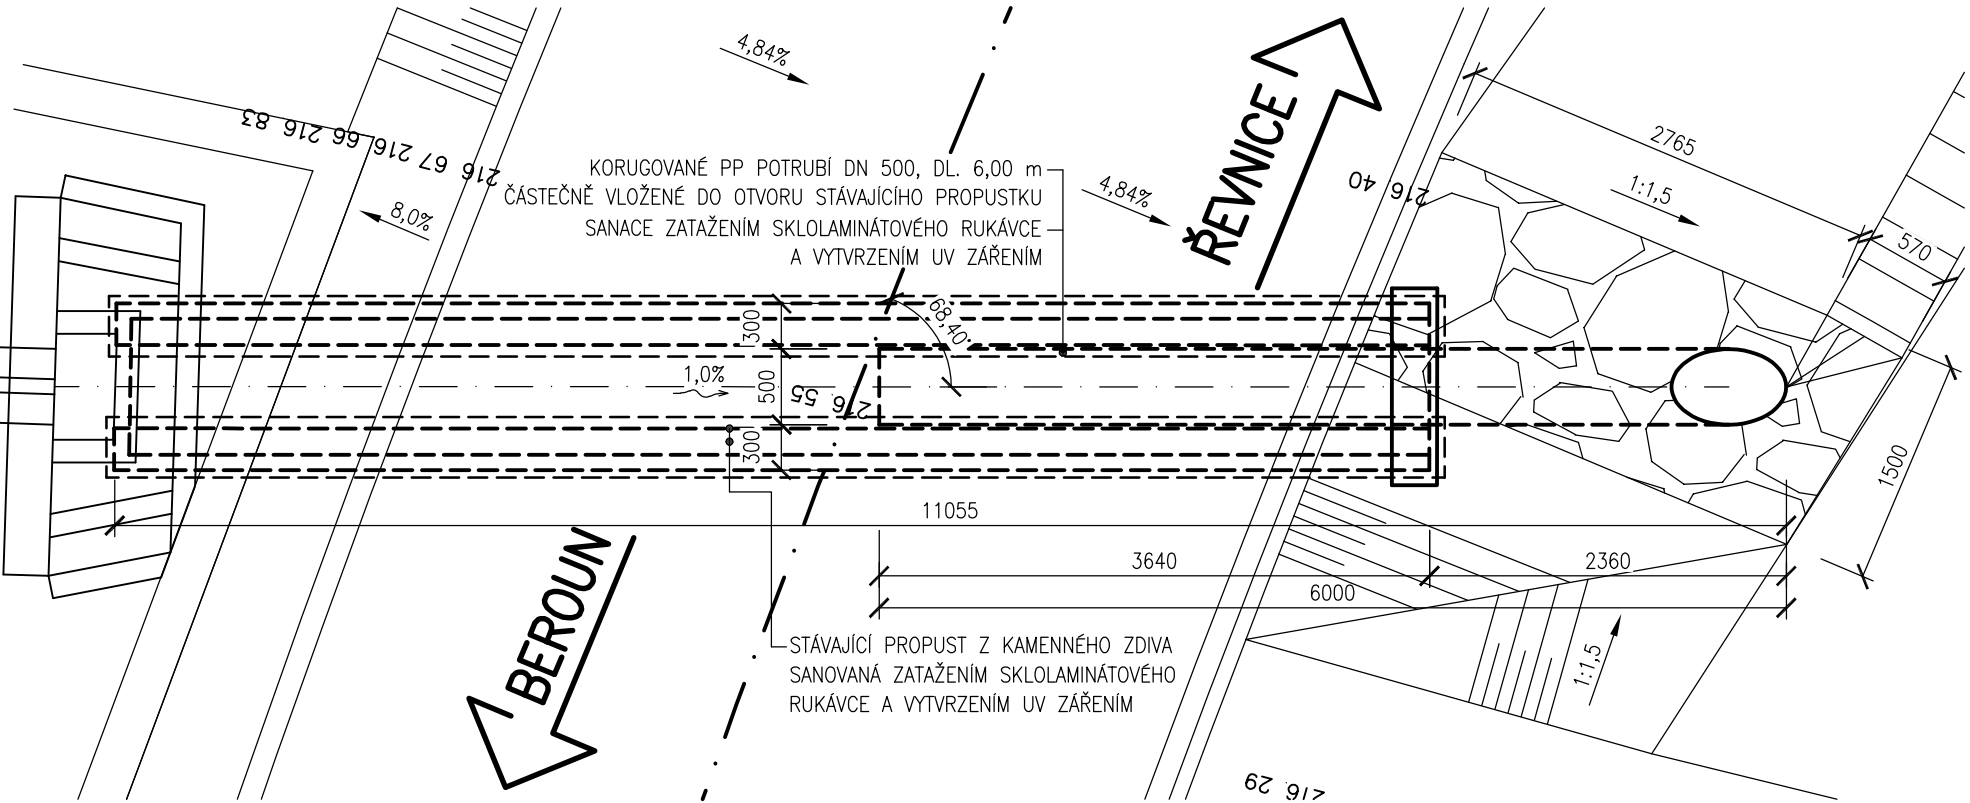 4,84%
ŘEVNICE
2765
216 83
216 66
216 67
8,0%
KORUGOVANÉ PP POTRUBÍ DN 500, DL. 6,00 m
ČÁSTEČNĚ VLOŽENÉ DO OTVORU STÁVAJÍCÍHO PROPUSTKU
SANACE ZATAŽENÍM SKLOLAMINÁTOVÉHO RUKÁVCE
A VYTVRZENÍM UV ZÁŘENÍM
4,84%
216 40
1:1,5
570
300
68,40°
1,0%
500
216 55
300
1500
11055
3640
2360
6000
BEROUN
STÁVAJÍCÍ PROPUST Z KAMENNÉHO ZDIVA
SANOVANÁ ZATAŽENÍM SKLOLAMINÁTOVÉHO
RUKÁVCE A VYTVRZENÍM UV ZÁŘENÍM
1:1,5
216 29